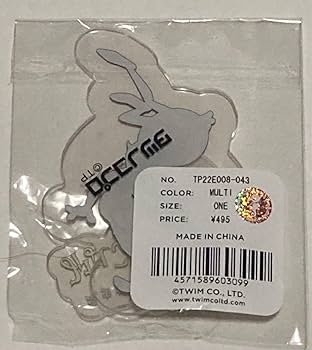 ©TP
NO. TP22E008-043
COLOR: MULTI
SIZE: ONE
PRICE: ¥495
MADE IN CHINA
4571589603099
©TWIM CO., LTD.
www.twimcoltd.com